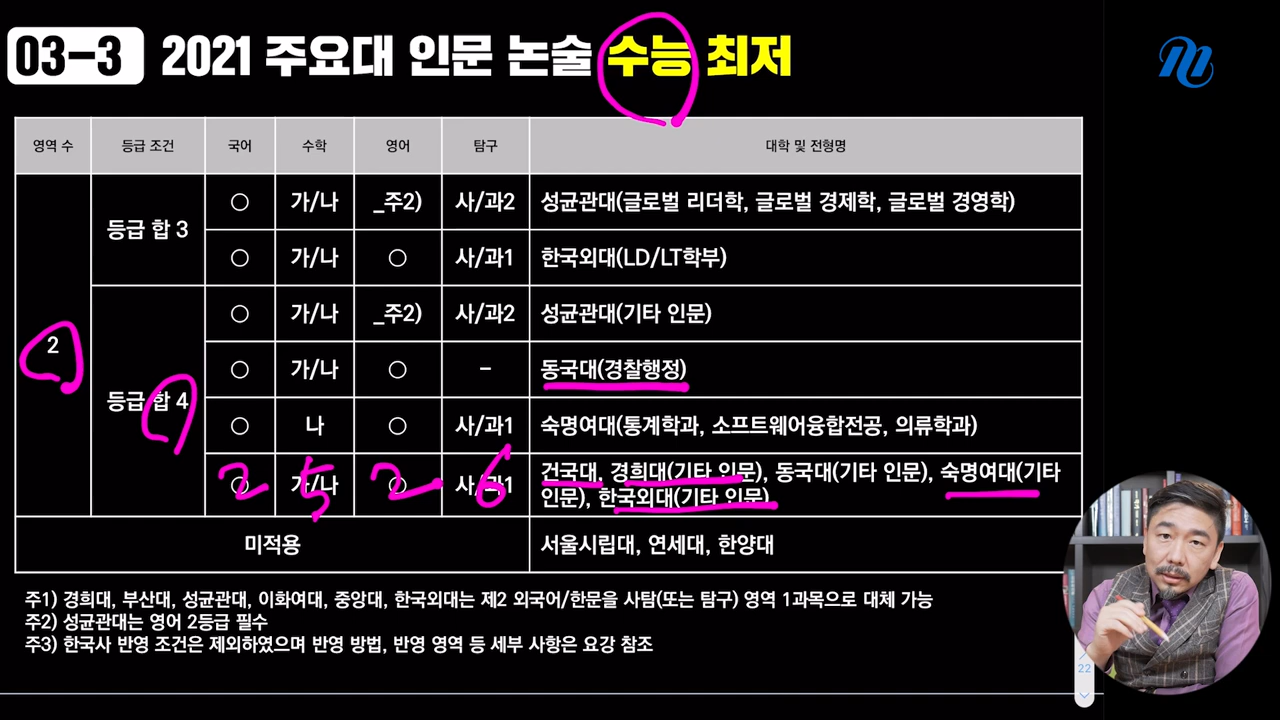 03-3 2021 주요대 인문 논술 수능 최저
영역 수 등급 조건 국어 수학 영어 탐구 대학 및 전형명
2
등급 합 3
○ 가/나 _주2) 사/과2 성균관대(글로벌 리더학, 글로벌 경제학, 글로벌 경영학)
○ 가/나 ○ 사/과1 한국외대(LD/LT학부)
등급 합 4
○ 가/나 _주2) 사/과2 성균관대(기타 인문)
○ 가/나 ○ - 동국대(경찰행정)
○ 나 ○ 사/과1 숙명여대(통계학과, 소프트웨어융합전공, 의류학과)
○ 가/나 ○ 사/과1 건국대, 경희대(기타 인문), 동국대(기타 인문), 숙명여대(기타
인문), 한국외대(기타 인문)
2 5 2 6
미적용 서울시립대, 연세대, 한양대
주1) 경희대, 부산대, 성균관대, 이화여대, 중앙대, 한국외대는 제2 외국어/한문을 사탐(또는 탐구) 영역 1과목으로 대체 가능
주2) 성균관대는 영어 2등급 필수
주3) 한국사 반영 조건은 제외하였으며 반영 방법, 반영 영역 등 세부 사항은 요강 참조
22